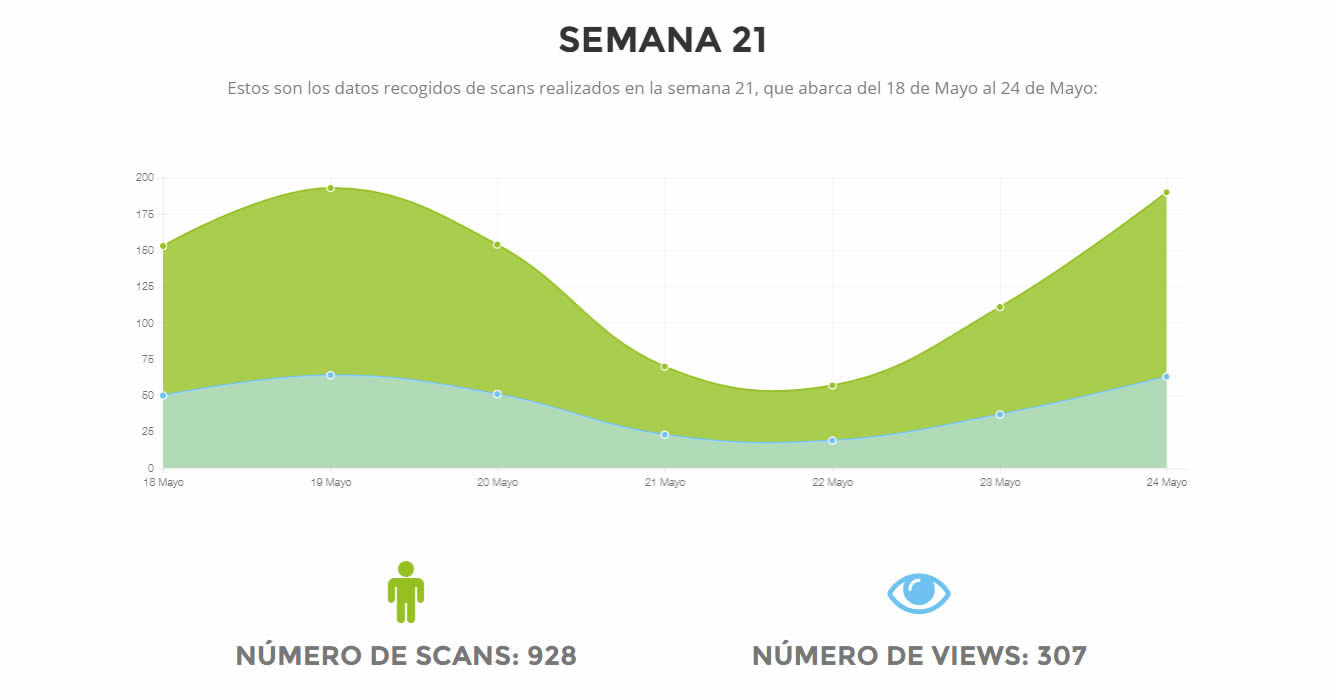 SEMANA 21
Estos son los datos recogidos de scans realizados en la semana 21, que abarca del 18 de Mayo al 24 de Mayo:
200
175
150
125
100
75
50
25
0
18 Mayo 19 Mayo 20 Mayo 21 Mayo 22 Mayo 23 Mayo 24 Mayo
NÚMERO DE SCANS: 928 NÚMERO DE VIEWS: 307